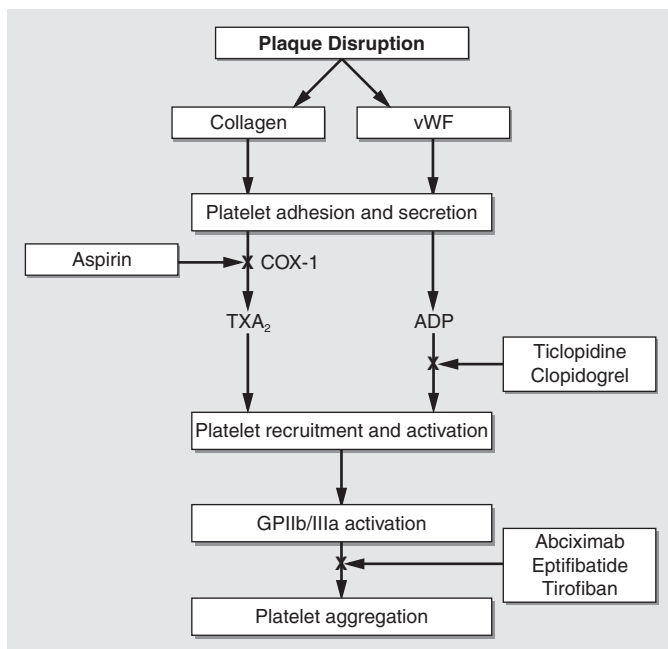 Plaque Disruption
Collagen
vWF
Platelet adhesion and secretion
Aspirin
X COX-1
TXA₂
ADP
X
Ticlopidine
Clopidogrel
Platelet recruitment and activation
GPIIb/IIIa activation
X
Abciximab
Eptifibatide
Tirofiban
Platelet aggregation